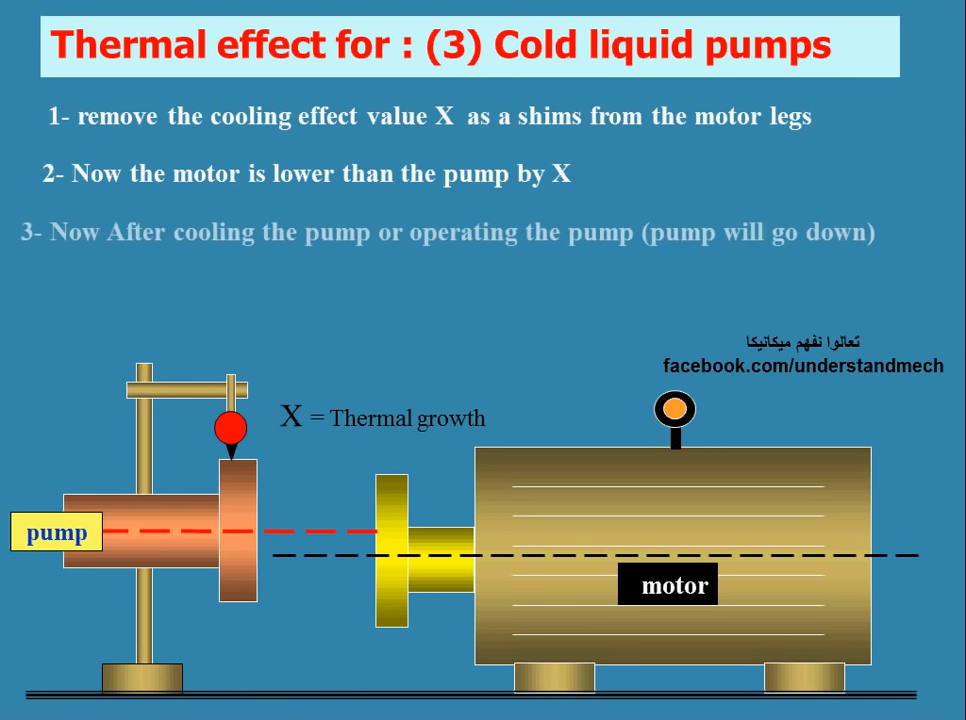 Thermal effect for : (3) Cold liquid pumps
1- remove the cooling effect value X as a shims from the motor legs
2- Now the motor is lower than the pump by X
3- Now After cooling the pump or operating the pump (pump will go down)
تعالوا نفهم ميكانيكا
facebook.com/understandmech
X = Thermal growth
pump
motor